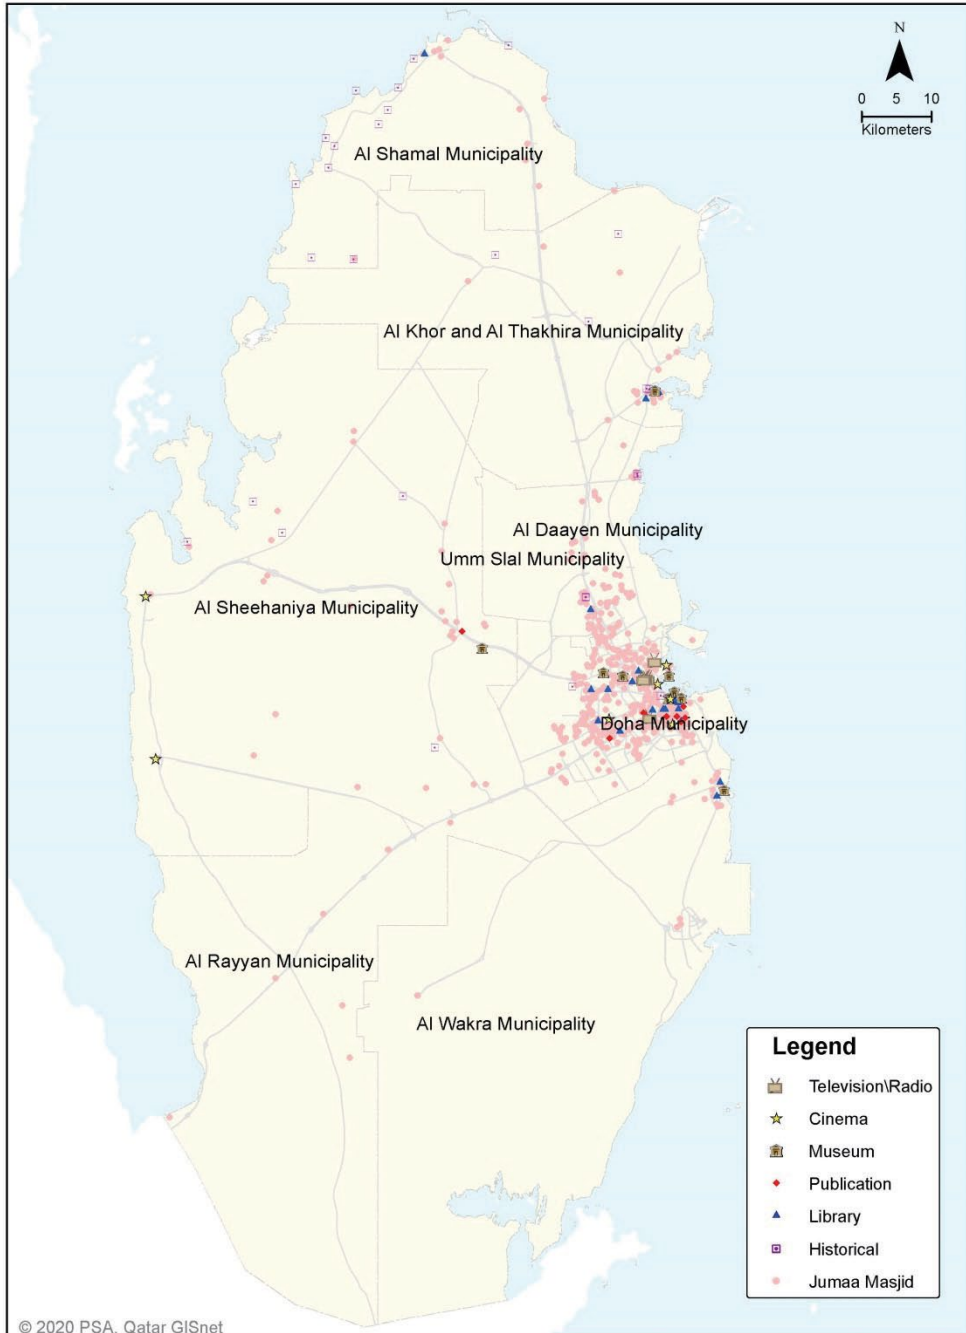 N
0 5 10
Kilometers
Al Shamal Municipality
Al Khor and Al Thakhira Municipality
Al Daayen Municipality
Umm Slal Municipality
Al Sheehaniya Municipality
Doha Municipality
Al Rayyan Municipality
Al Wakra Municipality
Legend
Television\Radio
Cinema
Museum
Publication
Library
Historical
Jumaa Masjid
© 2020 PSA, Qatar GISnet